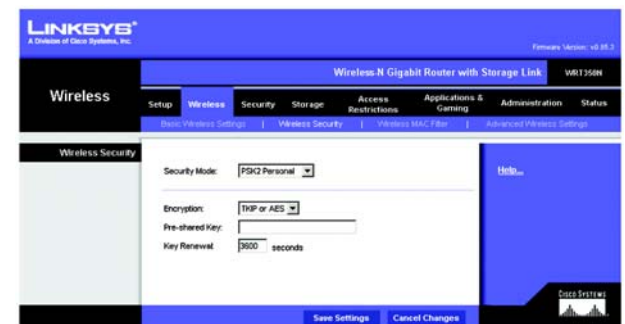 LINKSYS®
A Division of Cisco Systems, Inc.
Firmware Version: v0.05.3
Wireless-N Gigabit Router with Storage Link WRT350N
Wireless
Setup Wireless Security Storage Access Restrictions Applications & Gaming Administration Status
Basic Wireless Settings | Wireless Security | Wireless MAC Filter | Advanced Wireless Settings
Wireless Security
Security Mode: PSK2 Personal
Help...
Encryption: TKIP or AES
Pre-shared Key:
Key Renewal: 3600 seconds
CISCO SYSTEMS
Save Settings Cancel Changes